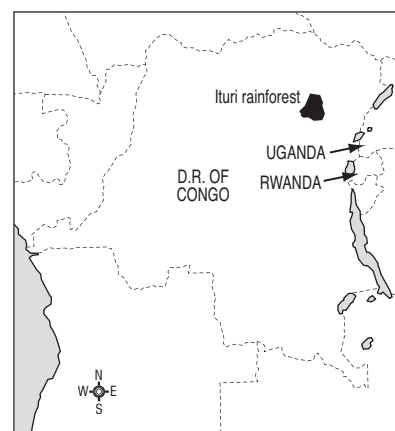 Ituri rainforest
UGANDA
D.R. OF
CONGO
RWANDA
N
W E
S